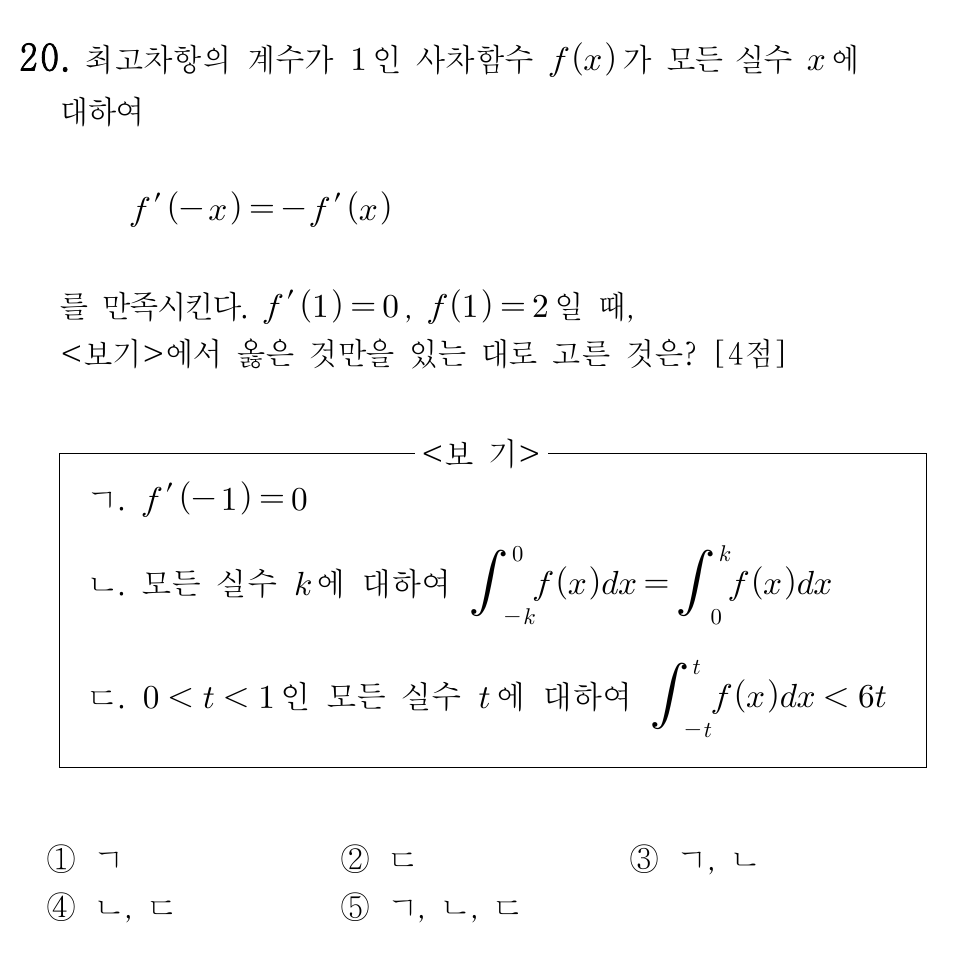 20. 최고차항의 계수가 1인 사차함수 f(x)가 모든 실수 x에
대하여
f′(−x)=−f′(x)
를 만족시킨다. f′(1)=0, f(1)=2일 때,
<보기>에서 옳은 것만을 있는 대로 고른 것은? [4점]
<보 기>
ㄱ. f′(−1)=0
ㄴ. 모든 실수 k에 대하여 ∫_{−k}^{0} f(x)dx=∫_{0}^{k} f(x)dx
ㄷ. 0<t<1인 모든 실수 t에 대하여 ∫_{−t}^{t} f(x)dx<6t
① ㄱ ② ㄷ ③ ㄱ, ㄴ
④ ㄴ, ㄷ ⑤ ㄱ, ㄴ, ㄷ